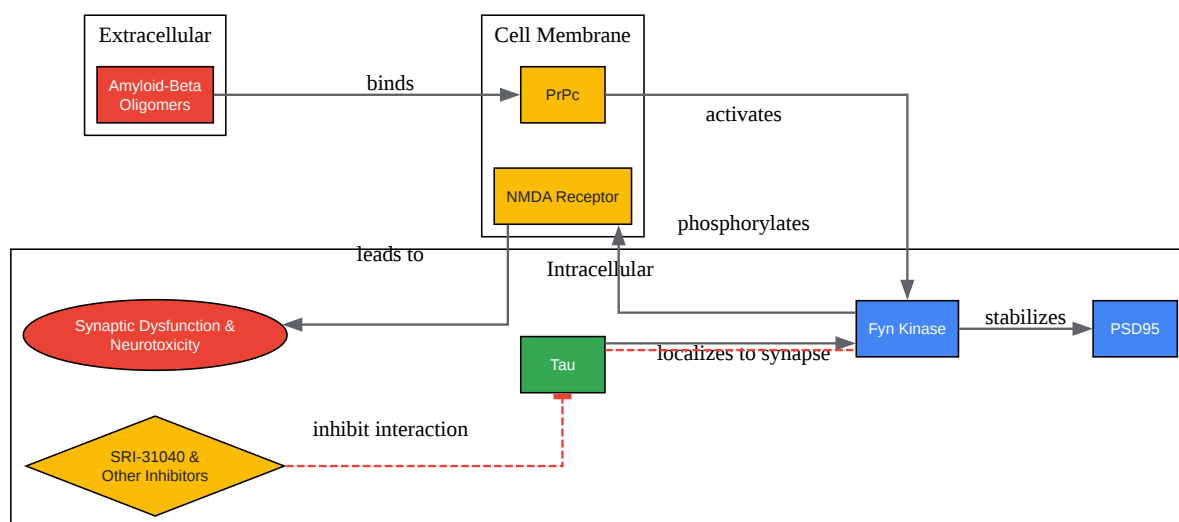 Extracellular
Cell Membrane
Amyloid-Beta
Oligomers
binds
PrPc
activates
NMDA Receptor
phosphorylates
leads to
Intracellular
Synaptic Dysfunction &
Neurotoxicity
Fyn Kinase
stabilizes
PSD95
Tau
localizes to synapse
inhibit interaction
SRI-31040 &
Other Inhibitors